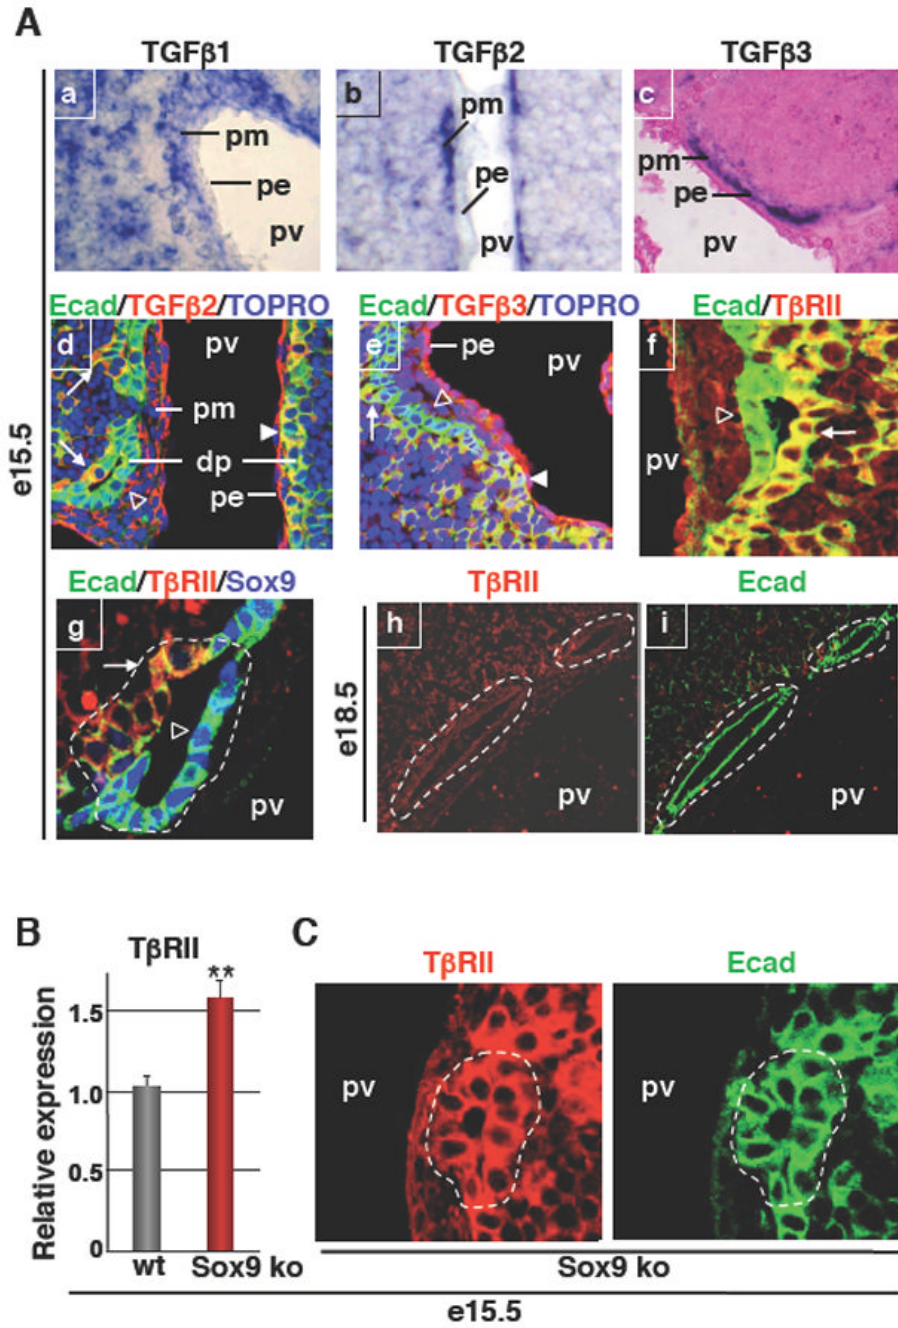 A
TGFβ1 TGFβ2 TGFβ3
a b c
pm pm
pe pe pm
pe
pv pv pv
Ecad/TGFβ2/TOPRO Ecad/TGFβ3/TOPRO Ecad/TβRII
d pv e pe pv f
pm
dp pv
pe
e15.5
Ecad/TβRII/Sox9 TβRII Ecad
g h i
e18.5
pv pv pv
B C
TβRII TβRII Ecad
**
Relative expression
1.5
1.0
0.5
0
pv pv
wt Sox9 ko Sox9 ko
e15.5